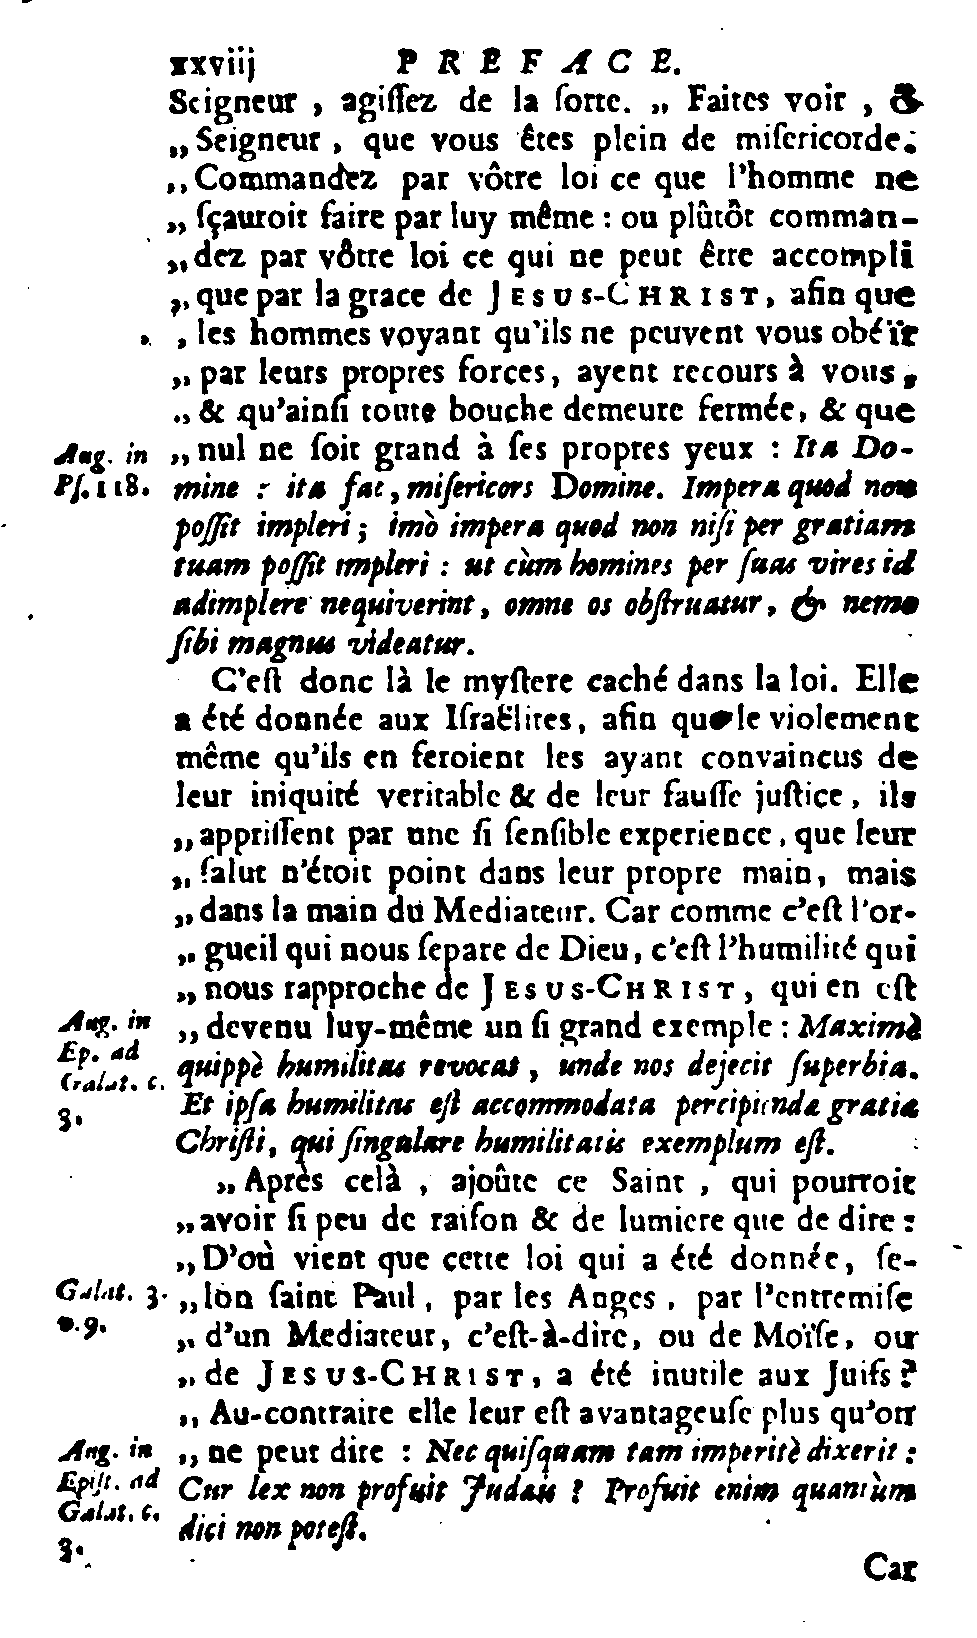 xxviij PREFACE.
Seigneur , agiſſez de la ſorte. „ Faites voir , &
„ Seigneur , que vous êtes plein de miſericorde.
„ Commandez par vôtre loi ce que l'homme ne
„ ſçauroit faire par luy même : ou plûtôt comman-
„ dez par vôtre loi ce qui ne peut être accompli
„ que par la grace de JESUS-CHRIST, afin que
„ les hommes voyant qu'ils ne peuvent vous obéïr
„ par leurs propres forces, ayent recours à vous,
„ & qu'ainſi toute bouche demeure fermée, & que
Aug. in „ nul ne ſoit grand à ſes propres yeux : Ita Do-
Pſ. 118. mine : ita fac, miſericors Domine. Impera quod non
poſſit impleri ; imò impera quod non niſi per gratiam
tuam poſſit impleri : ut cùm homines per ſuas vires id
adimplere nequiverint, omne os obſtruatur, & nemo
ſibi magnus videatur.
C'eſt donc là le myſtere caché dans la loi. Elle
a été donnée aux Iſraëlites, afin que le violement
même qu'ils en feroient les ayant convaincus de
leur iniquité veritable & de leur fauſſe juſtice, ils
„ appriſſent par une ſi ſenſible experience, que leur
„ ſalut n'étoit point dans leur propre main, mais
„ dans la main du Mediateur. Car comme c'eſt l'or-
„ gueil qui nous ſepare de Dieu, c'eſt l'humilité qui
„ nous rapproche de JESUS-CHRIST, qui en eſt
Aug. in „ devenu luy-même un ſi grand exemple : Maximè
Ep. ad quippè humilitas revocat, unde nos dejecit ſuperbia.
Galat. c. Et ipſa humilitas eſt accommodata percipienda gratia
3. Chriſti, qui ſingulare humilitatis exemplum eſt.
„ Après celà , ajoûte ce Saint , qui pourroit
„ avoir ſi peu de raiſon & de lumiere que de dire :
„ D'où vient que cette loi qui a été donnée, ſe-
Galat. 3. „ lon ſaint Paul, par les Anges, par l'entremiſe
v. 9. „ d'un Mediateur, c'eſt-à-dire, ou de Moïſe, ou
„ de JESUS-CHRIST, a été inutile aux Juifs ?
„ Au-contraire elle leur eſt avantageuſe plus qu'on
Aug. in „ ne peut dire : Nec quiſquam tam imperitè dixerit :
Epiſt. ad Cur lex non profuit Judæis ? Profuit enim quantùm
Galat. c. dici non poteſt.
3.
Car